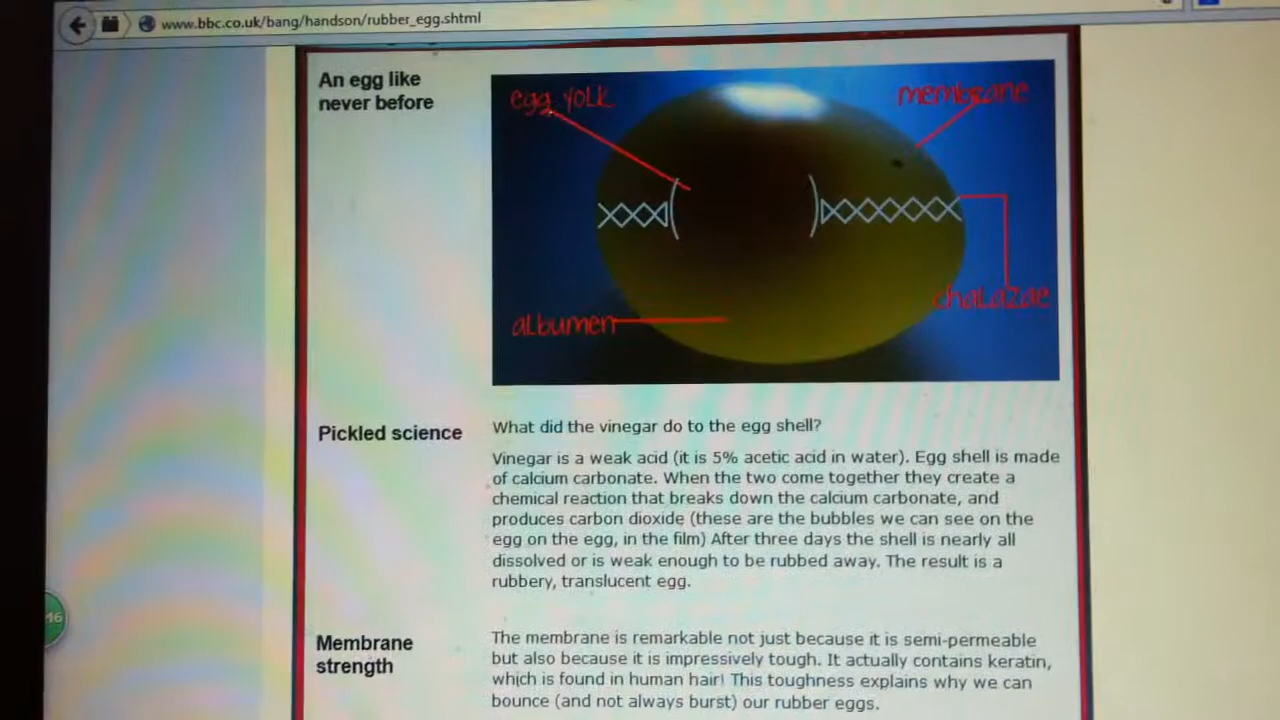 www.bbc.co.uk/bang/handson/rubber_egg.shtml
An egg like
never before
egg yolk
membrane
chalazae
albumen
Pickled science
What did the vinegar do to the egg shell?
Vinegar is a weak acid (it is 5% acetic acid in water). Egg shell is made
of calcium carbonate. When the two come together they create a
chemical reaction that breaks down the calcium carbonate, and
produces carbon dioxide (these are the bubbles we can see on the
egg on the egg, in the film) After three days the shell is nearly all
dissolved or is weak enough to be rubbed away. The result is a
rubbery, translucent egg.
Membrane
strength
The membrane is remarkable not just because it is semi-permeable
but also because it is impressively tough. It actually contains keratin,
which is found in human hair! This toughness explains why we can
bounce (and not always burst) our rubber eggs.
16